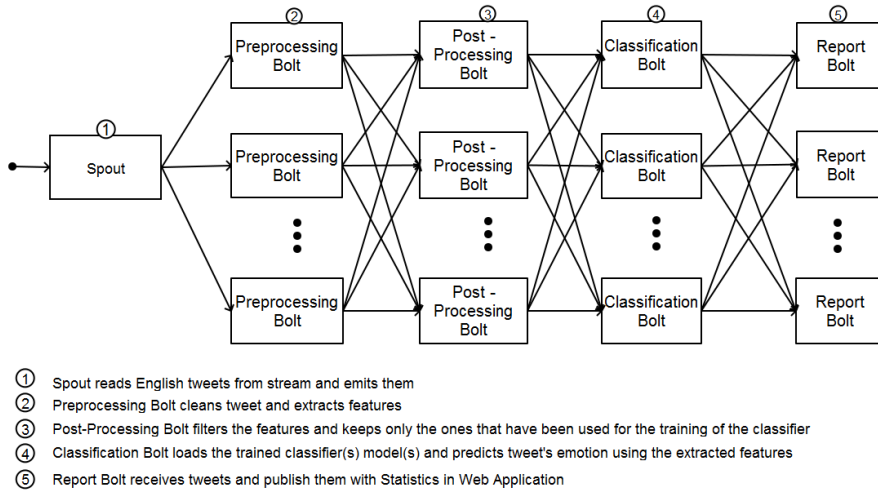 2
3
4
5
Preprocessing
Bolt
Post -
Processing
Bolt
Classification
Bolt
Report
Bolt
1
Spout
Preprocessing
Bolt
Post -
Processing
Bolt
Classification
Bolt
Report
Bolt
Preprocessing
Bolt
Post -
Processing
Bolt
Classification
Bolt
Report
Bolt
1 Spout reads English tweets from stream and emits them
2 Preprocessing Bolt cleans tweet and extracts features
3 Post-Processing Bolt filters the features and keeps only the ones that have been used for the training of the classifier
4 Classification Bolt loads the trained classifier(s) model(s) and predicts tweet's emotion using the extracted features
5 Report Bolt receives tweets and publish them with Statistics in Web Application